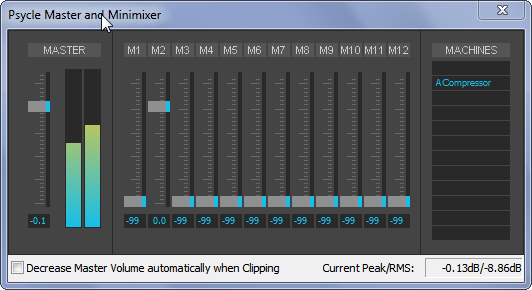 Psycle Master and Minimixer
MASTER M1 M2 M3 M4 M5 M6 M7 M8 M9 M10 M11 M12 MACHINES
ACompressor
-0.1 -99 0.0 -99 -99 -99 -99 -99 -99 -99 -99 -99 -99
Decrease Master Volume automatically when Clipping Current Peak/RMS: -0.13dB/-8.86dB